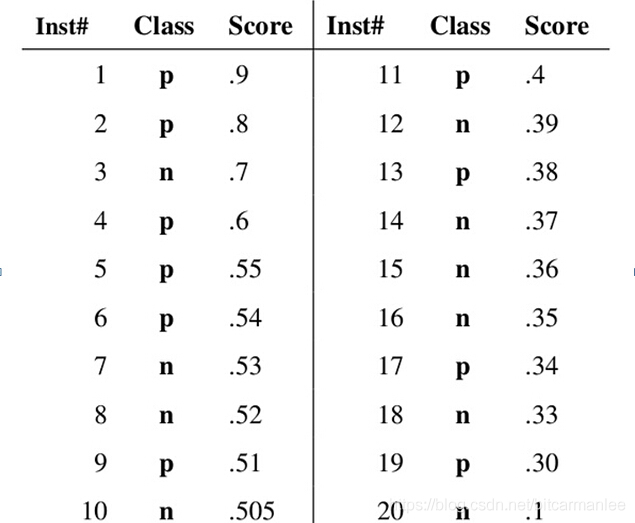 Inst# Class Score Inst# Class Score
1 p .9 11 p .4
2 p .8 12 n .39
3 n .7 13 p .38
4 p .6 14 n .37
5 p .55 15 n .36
6 p .54 16 n .35
7 n .53 17 p .34
8 n .52 18 n .33
9 p .51 19 p .30
10 n .505 20 n .1
https://blog.csdn.net/bitcarmanlee